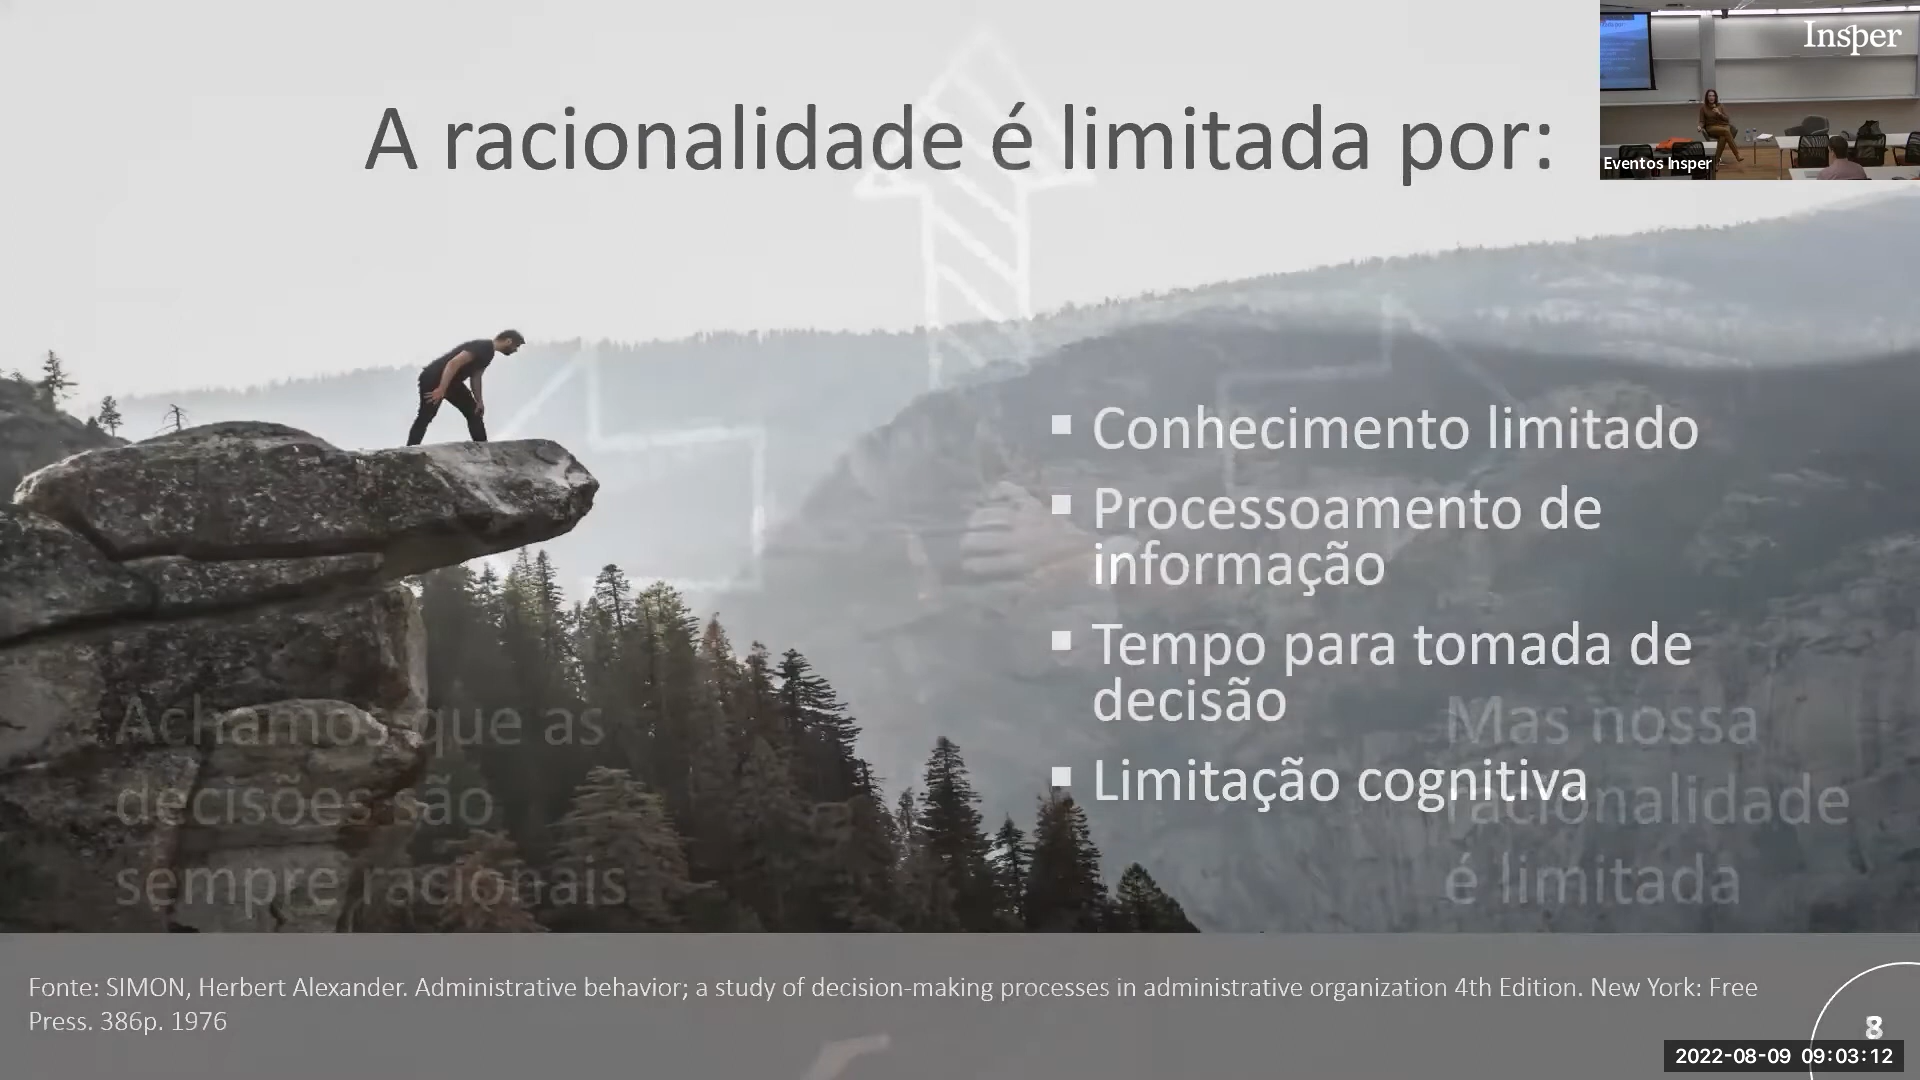 Insper
A racionalidade é limitada por:
Eventos Insper
Conhecimento limitado
Processoamento de
informação
Tempo para tomada de
decisão
Limitação cognitiva
Achamos que as
decisões são
sempre racionais
Mas nossa
racionalidade
é limitada
Fonte: SIMON, Herbert Alexander. Administrative behavior; a study of decision-making processes in administrative organization 4th Edition. New York: Free
Press. 386p. 1976
8
2022-08-09 09:03:12